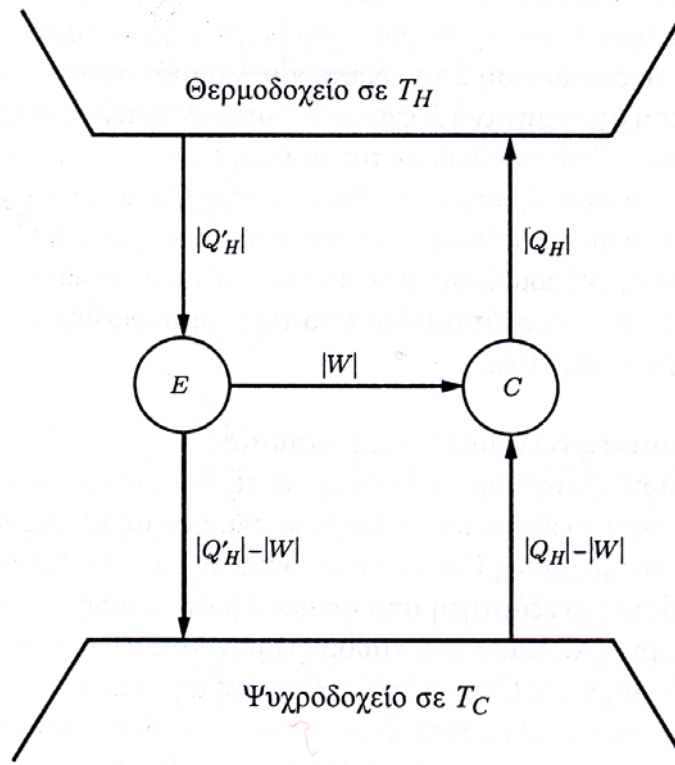 Θερμοδοχείο σε T_H
|Q'_H| |Q_H|
|W|
E C
|Q'_H|–|W| |Q_H|–|W|
Ψυχροδοχείο σε T_C